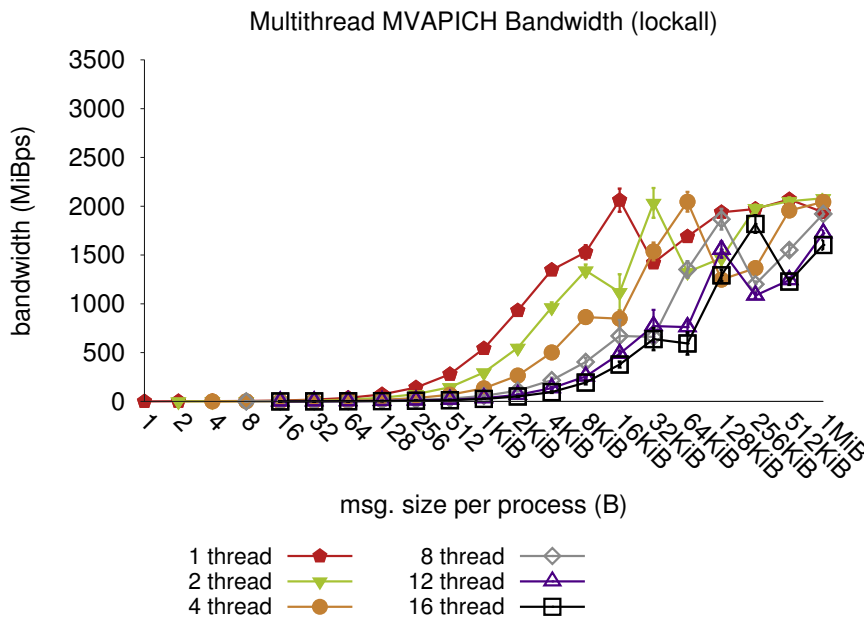 Multithread MVAPICH Bandwidth (lockall)
3500
3000
2500
2000
1500
1000
500
0
bandwidth (MiBps)
1 2 4 8 16 32 64 128 256 512 1KiB 2KiB 4KiB 8KiB 16KiB 32KiB 64KiB 128KiB 256KiB 512KiB 1MiB
msg. size per process (B)
1 thread 8 thread
2 thread 12 thread
4 thread 16 thread